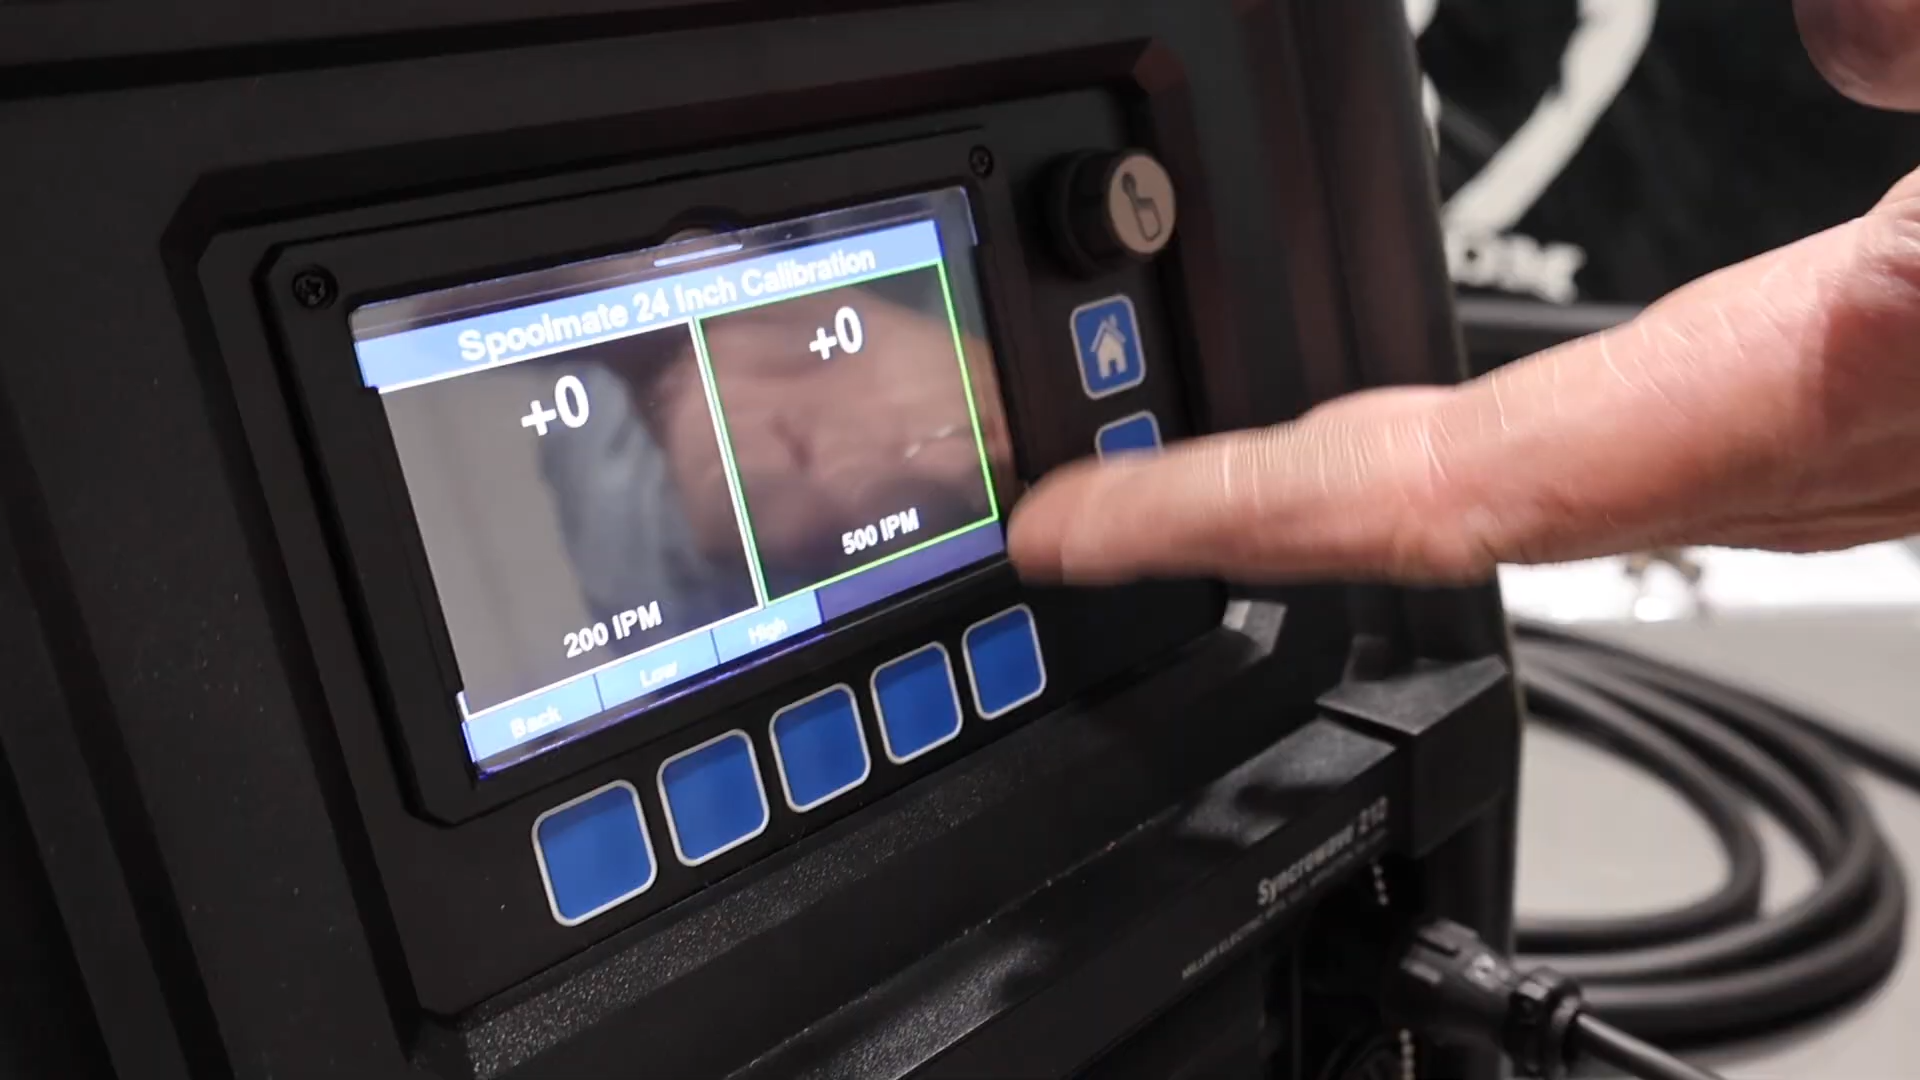 Spoolmate 24 Inch Calibration
+0
+0
200 IPM
500 IPM
Back
Low
High
Syncrowave 212